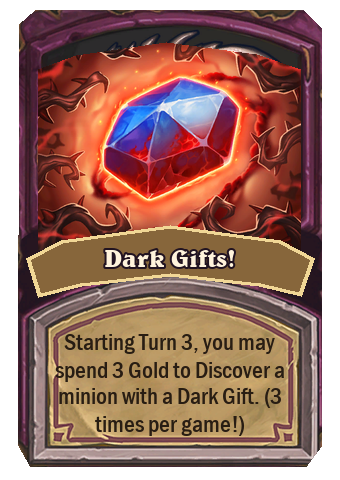 Dark Gifts!
Starting Turn 3, you may
spend 3 Gold to Discover a
minion with a Dark Gift. (3
times per game!)